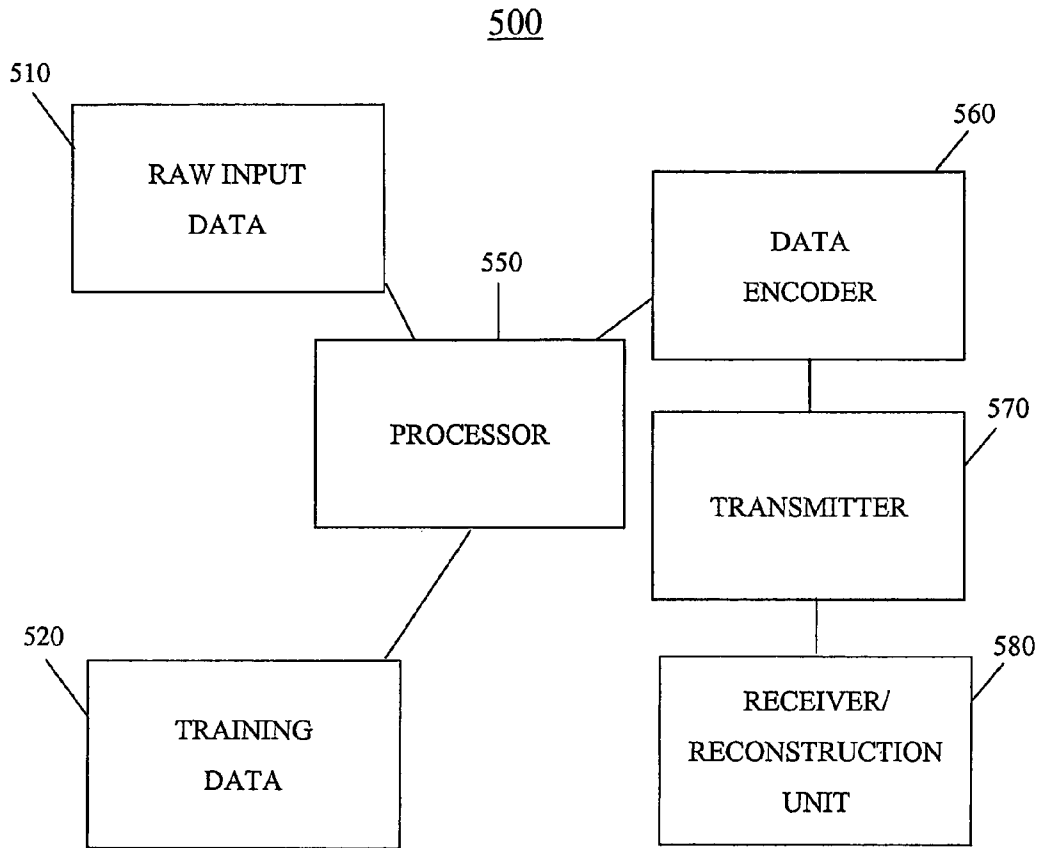 500
510
RAW INPUT
DATA
560
DATA
ENCODER
550
PROCESSOR
570
TRANSMITTER
520
TRAINING
DATA
580
RECEIVER/
RECONSTRUCTION
UNIT